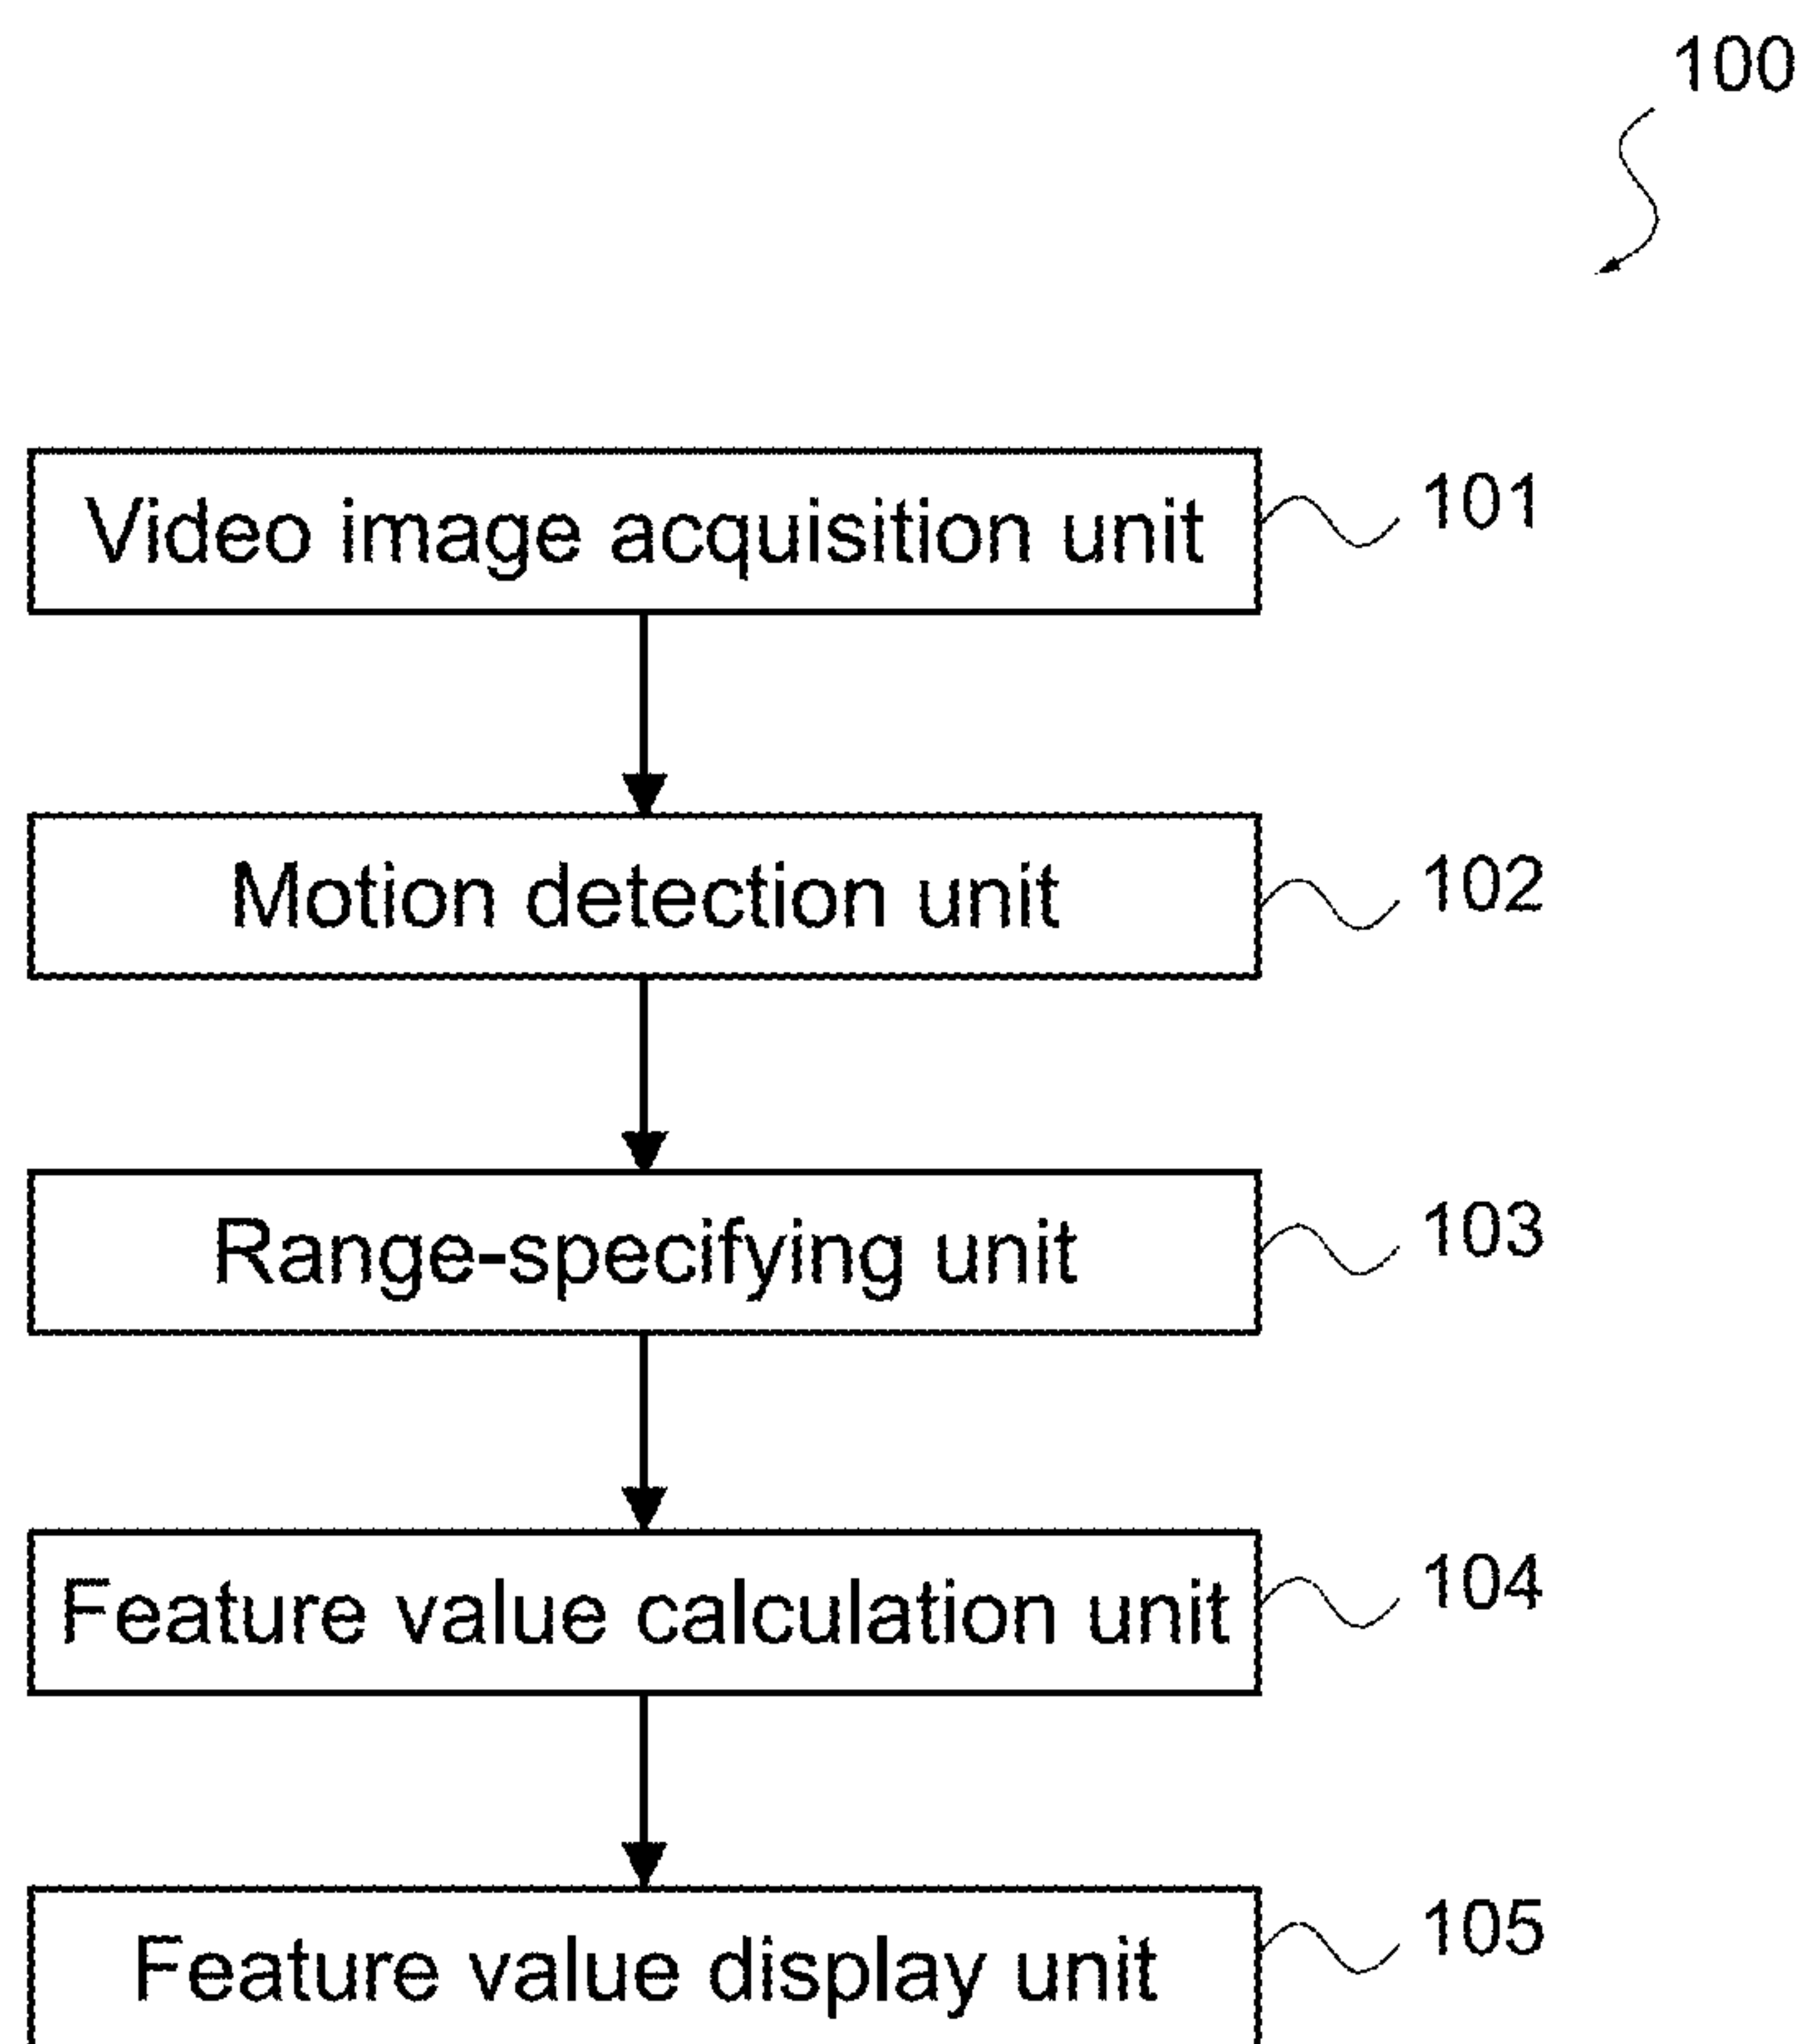 100
Video image acquisition unit 101
Motion detection unit 102
Range-specifying unit 103
Feature value calculation unit 104
Feature value display unit 105